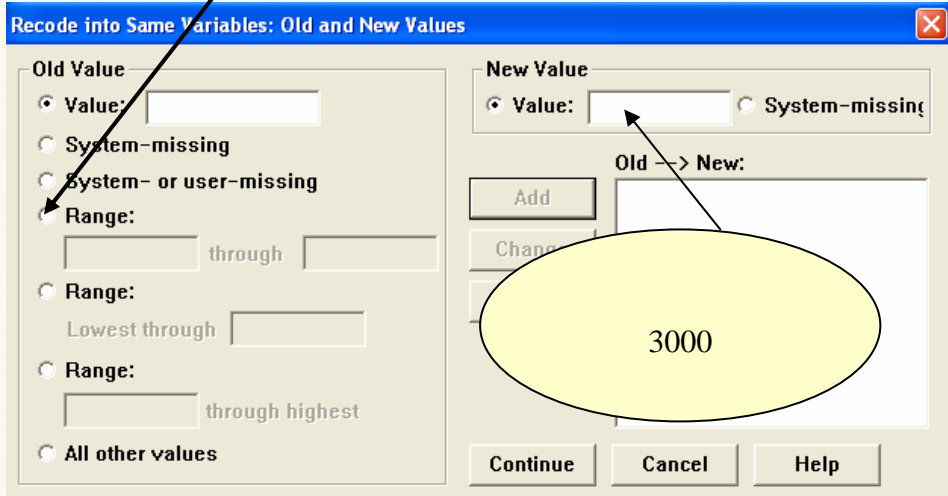 Recode into Same Variables: Old and New Values
Old Value
Value:
System-missing
System- or user-missing
Range:
through
Range:
Lowest through
Range:
through highest
All other values
New Value
Value:
System-missing
Old --> New:
Add
Chang
3000
Continue
Cancel
Help